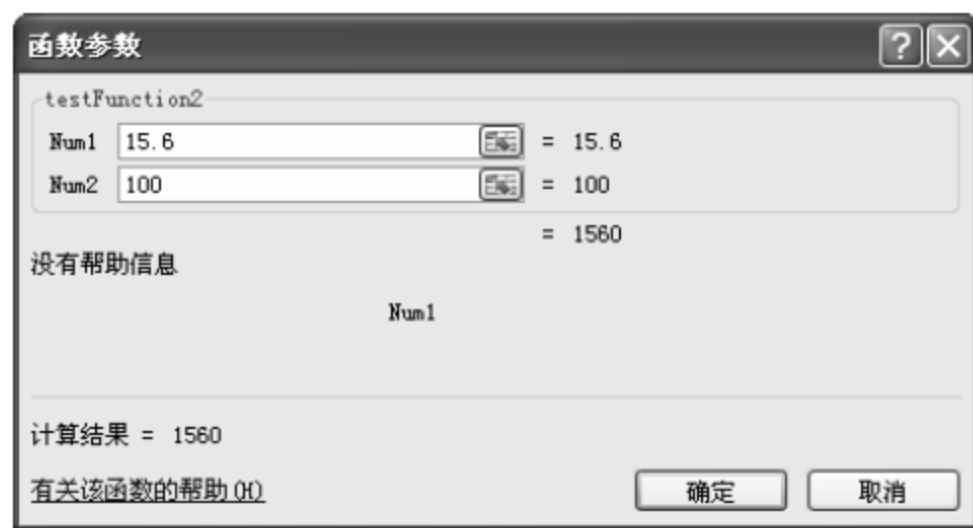 函数参数
testFunction2
Num1 15.6 = 15.6
Num2 100 = 100
= 1560
没有帮助信息
Num1
计算结果 = 1560
有关该函数的帮助(H) 确定 取消